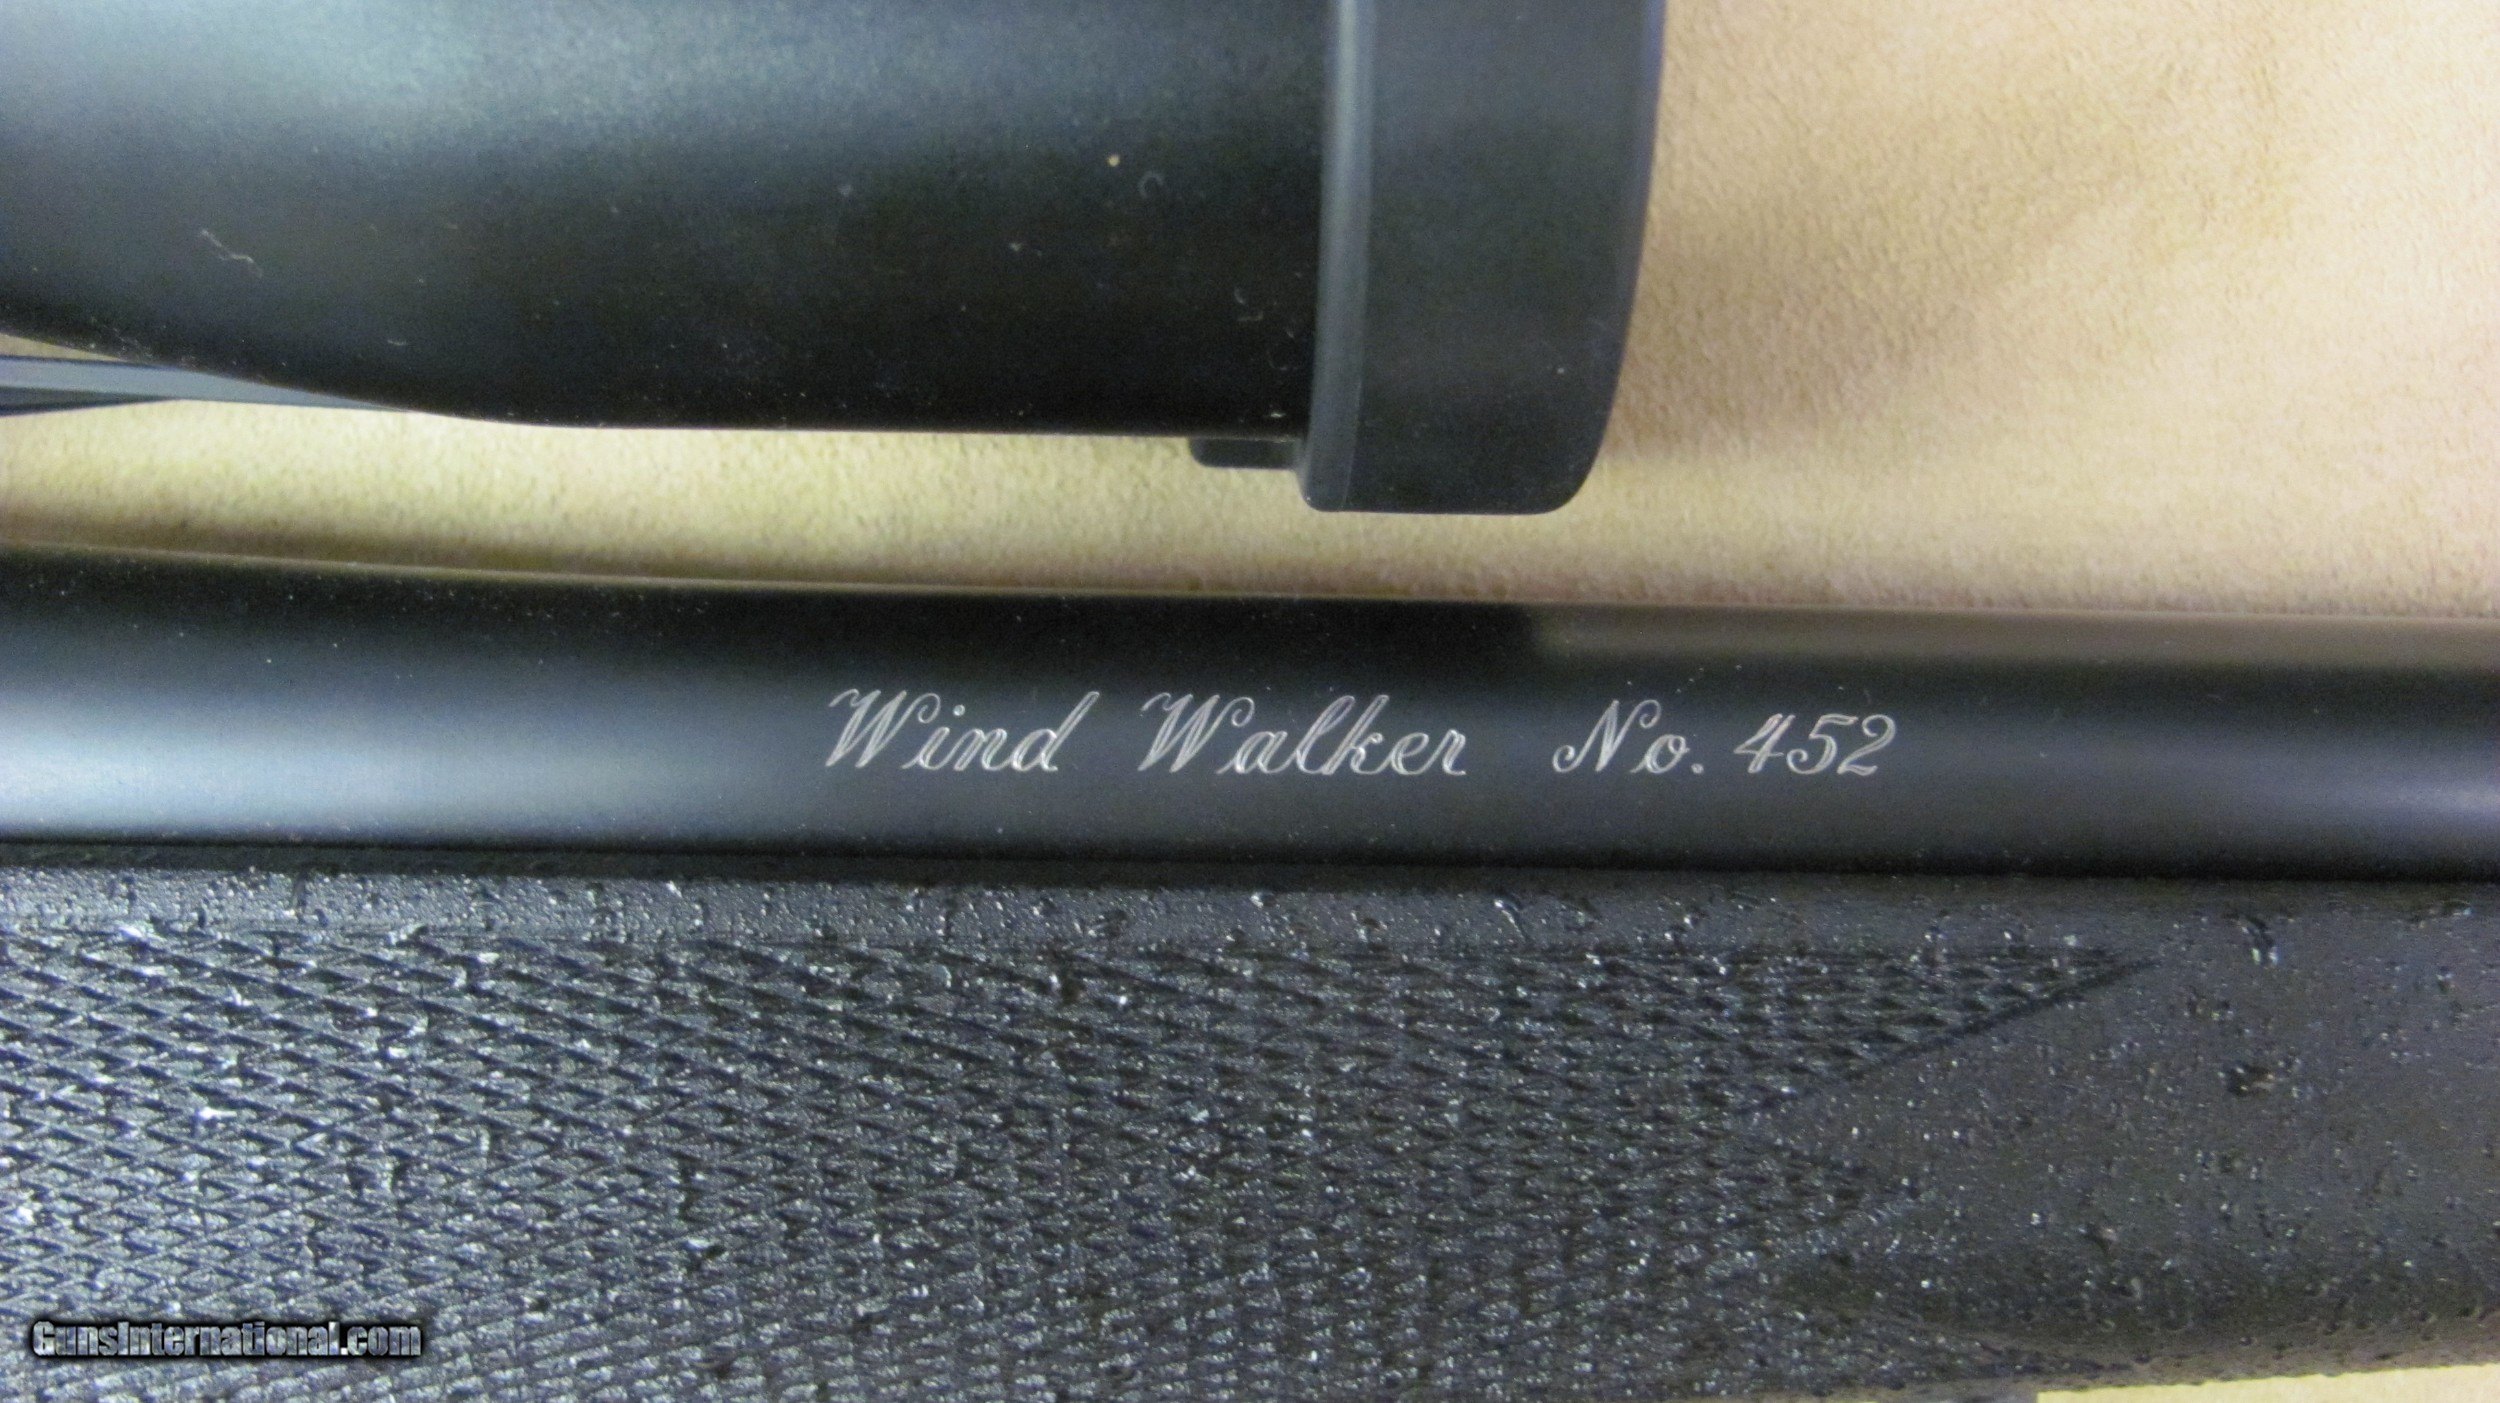 Wind Walker No. 452
GunsInternational.com